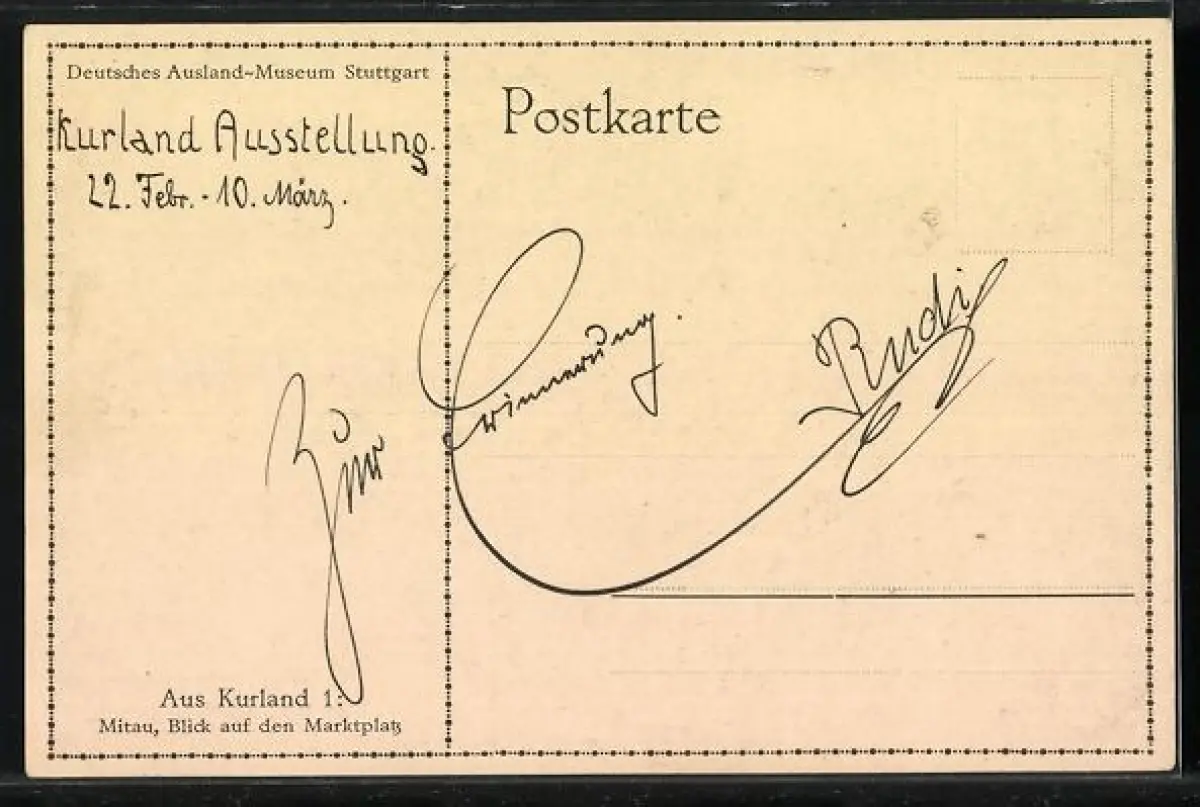 Deutsches Ausland-Museum Stuttgart
Kurland Ausstellung.
22. Febr. - 10. März.
Postkarte
Zur Erinnerung.
Rudi
Aus Kurland 1:
Mitau, Blick auf den Marktplatz